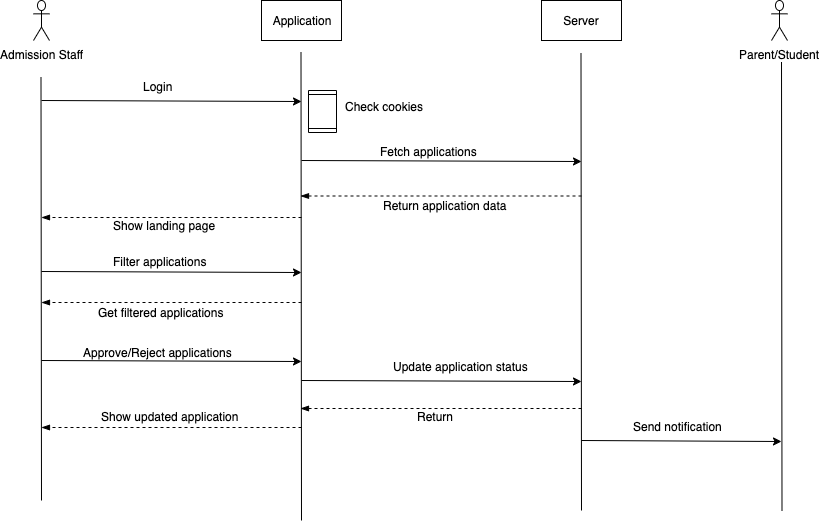 Application
Server
Admission Staff
Parent/Student
Login
Check cookies
Fetch applications
Return application data
Show landing page
Filter applications
Get filtered applications
Approve/Reject applications
Update application status
Show updated application
Return
Send notification